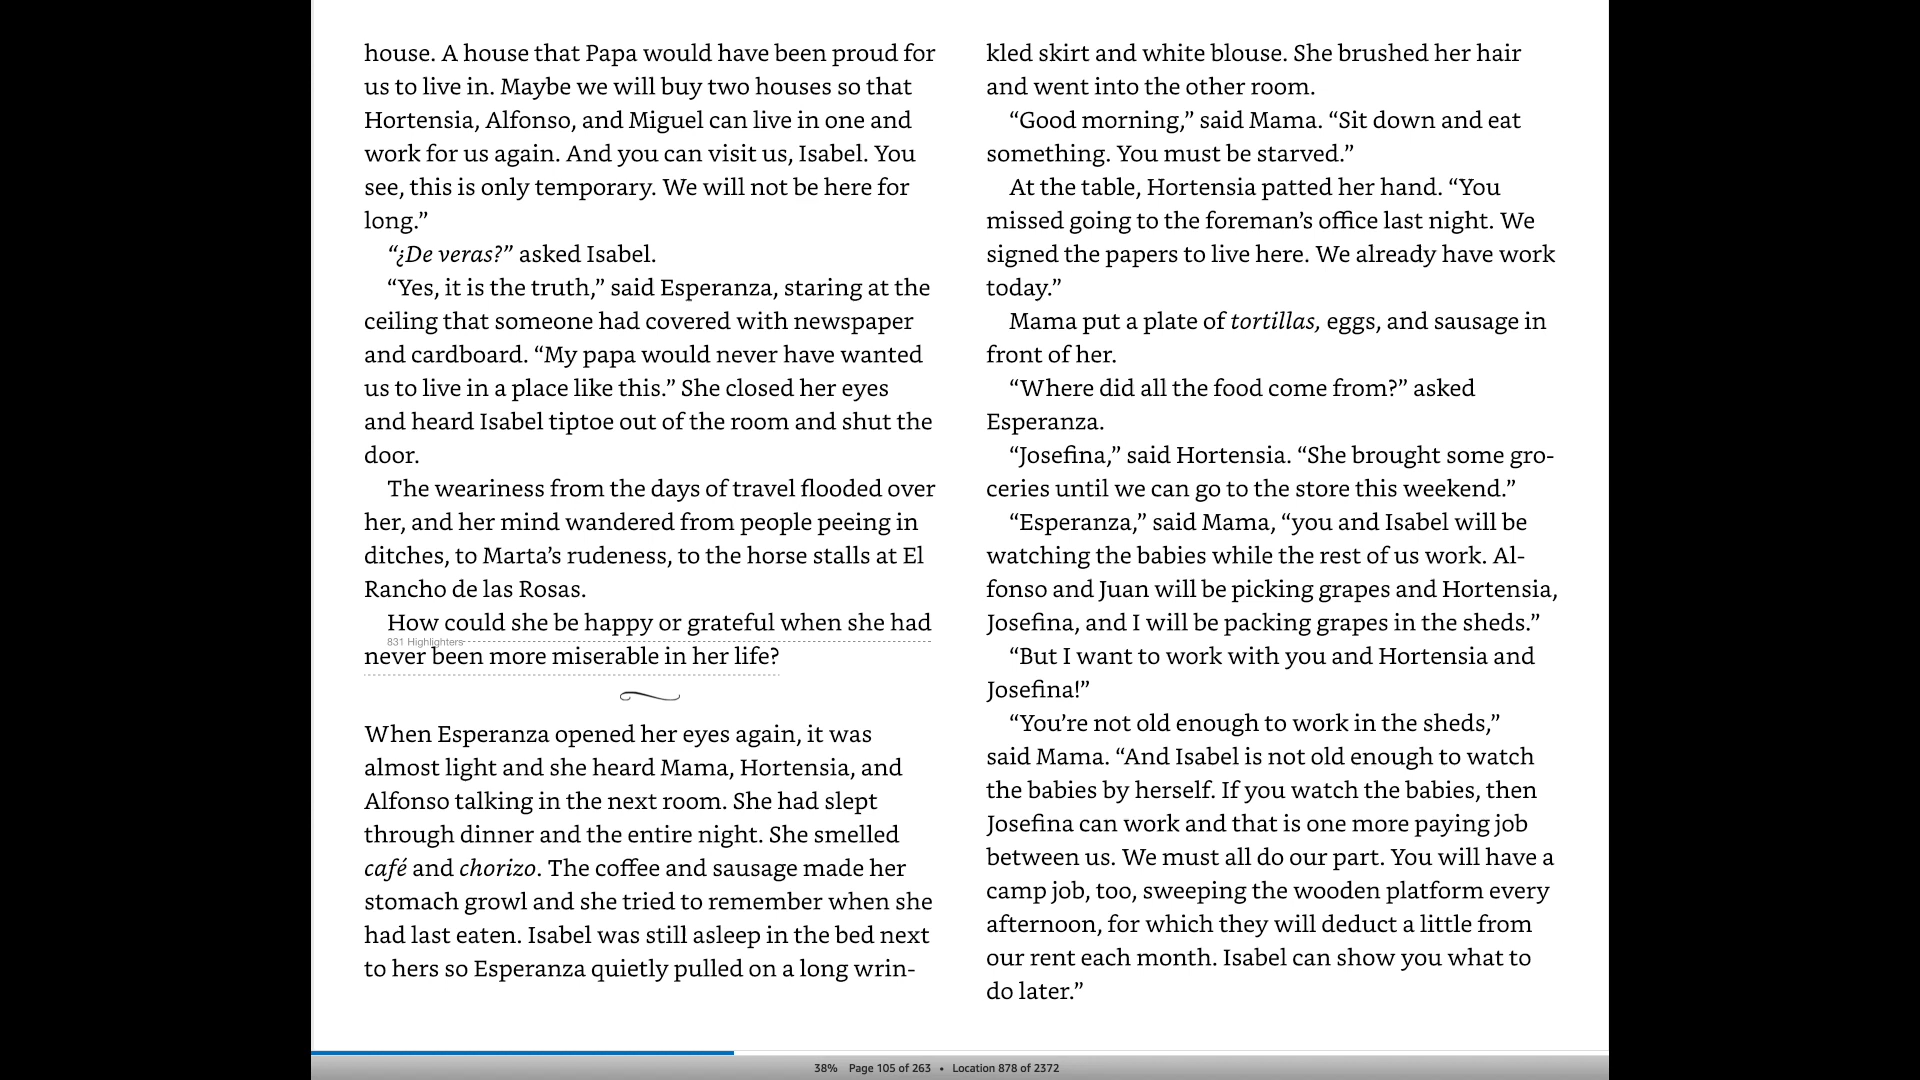 house. A house that Papa would have been proud for
us to live in. Maybe we will buy two houses so that
Hortensia, Alfonso, and Miguel can live in one and
work for us again. And you can visit us, Isabel. You
see, this is only temporary. We will not be here for
long.”
“¿De veras?” asked Isabel.
“Yes, it is the truth,” said Esperanza, staring at the
ceiling that someone had covered with newspaper
and cardboard. “My papa would never have wanted
us to live in a place like this.” She closed her eyes
and heard Isabel tiptoe out of the room and shut the
door.
The weariness from the days of travel flooded over
her, and her mind wandered from people peeing in
ditches, to Marta’s rudeness, to the horse stalls at El
Rancho de las Rosas.
How could she be happy or grateful when she had
831 Highlighters
never been more miserable in her life?
When Esperanza opened her eyes again, it was
almost light and she heard Mama, Hortensia, and
Alfonso talking in the next room. She had slept
through dinner and the entire night. She smelled
café and chorizo. The coffee and sausage made her
stomach growl and she tried to remember when she
had last eaten. Isabel was still asleep in the bed next
to hers so Esperanza quietly pulled on a long wrin-
kled skirt and white blouse. She brushed her hair
and went into the other room.
“Good morning,” said Mama. “Sit down and eat
something. You must be starved.”
At the table, Hortensia patted her hand. “You
missed going to the foreman’s office last night. We
signed the papers to live here. We already have work
today.”
Mama put a plate of tortillas, eggs, and sausage in
front of her.
“Where did all the food come from?” asked
Esperanza.
“Josefina,” said Hortensia. “She brought some gro-
ceries until we can go to the store this weekend.”
“Esperanza,” said Mama, “you and Isabel will be
watching the babies while the rest of us work. Al-
fonso and Juan will be picking grapes and Hortensia,
Josefina, and I will be packing grapes in the sheds.”
“But I want to work with you and Hortensia and
Josefina!”
“You’re not old enough to work in the sheds,”
said Mama. “And Isabel is not old enough to watch
the babies by herself. If you watch the babies, then
Josefina can work and that is one more paying job
between us. We must all do our part. You will have a
camp job, too, sweeping the wooden platform every
afternoon, for which they will deduct a little from
our rent each month. Isabel can show you what to
do later.”
38% Page 105 of 263 • Location 878 of 2372